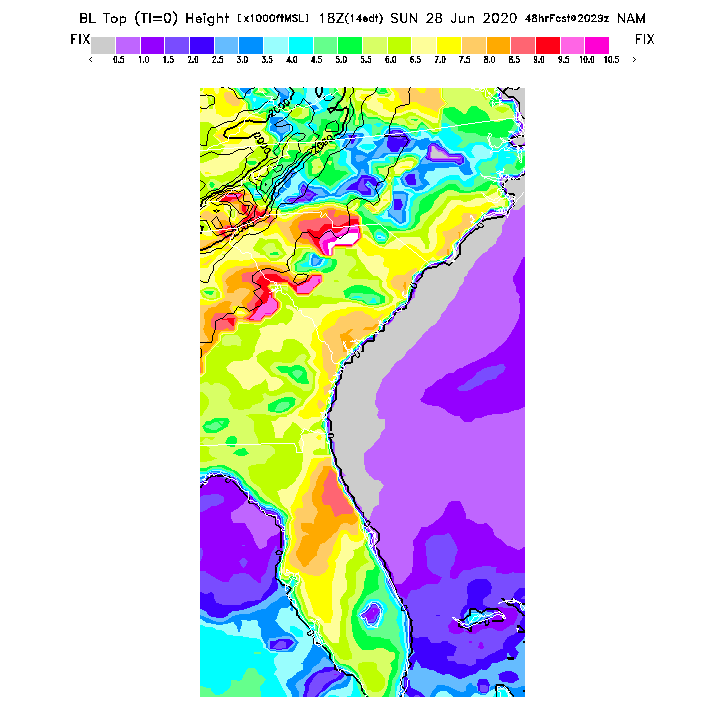 BL Top (TI=0) Height [x1000ftMSL] 18Z(14edt) SUN 28 Jun 2020 48hrFcst@2029z NAM
FIX FIX
< 0.5 1.0 1.5 2.0 2.5 3.0 3.5 4.0 4.5 5.0 5.5 6.0 6.5 7.0 7.5 8.0 8.5 9.0 9.5 10.0 10.5 >
2000
2000